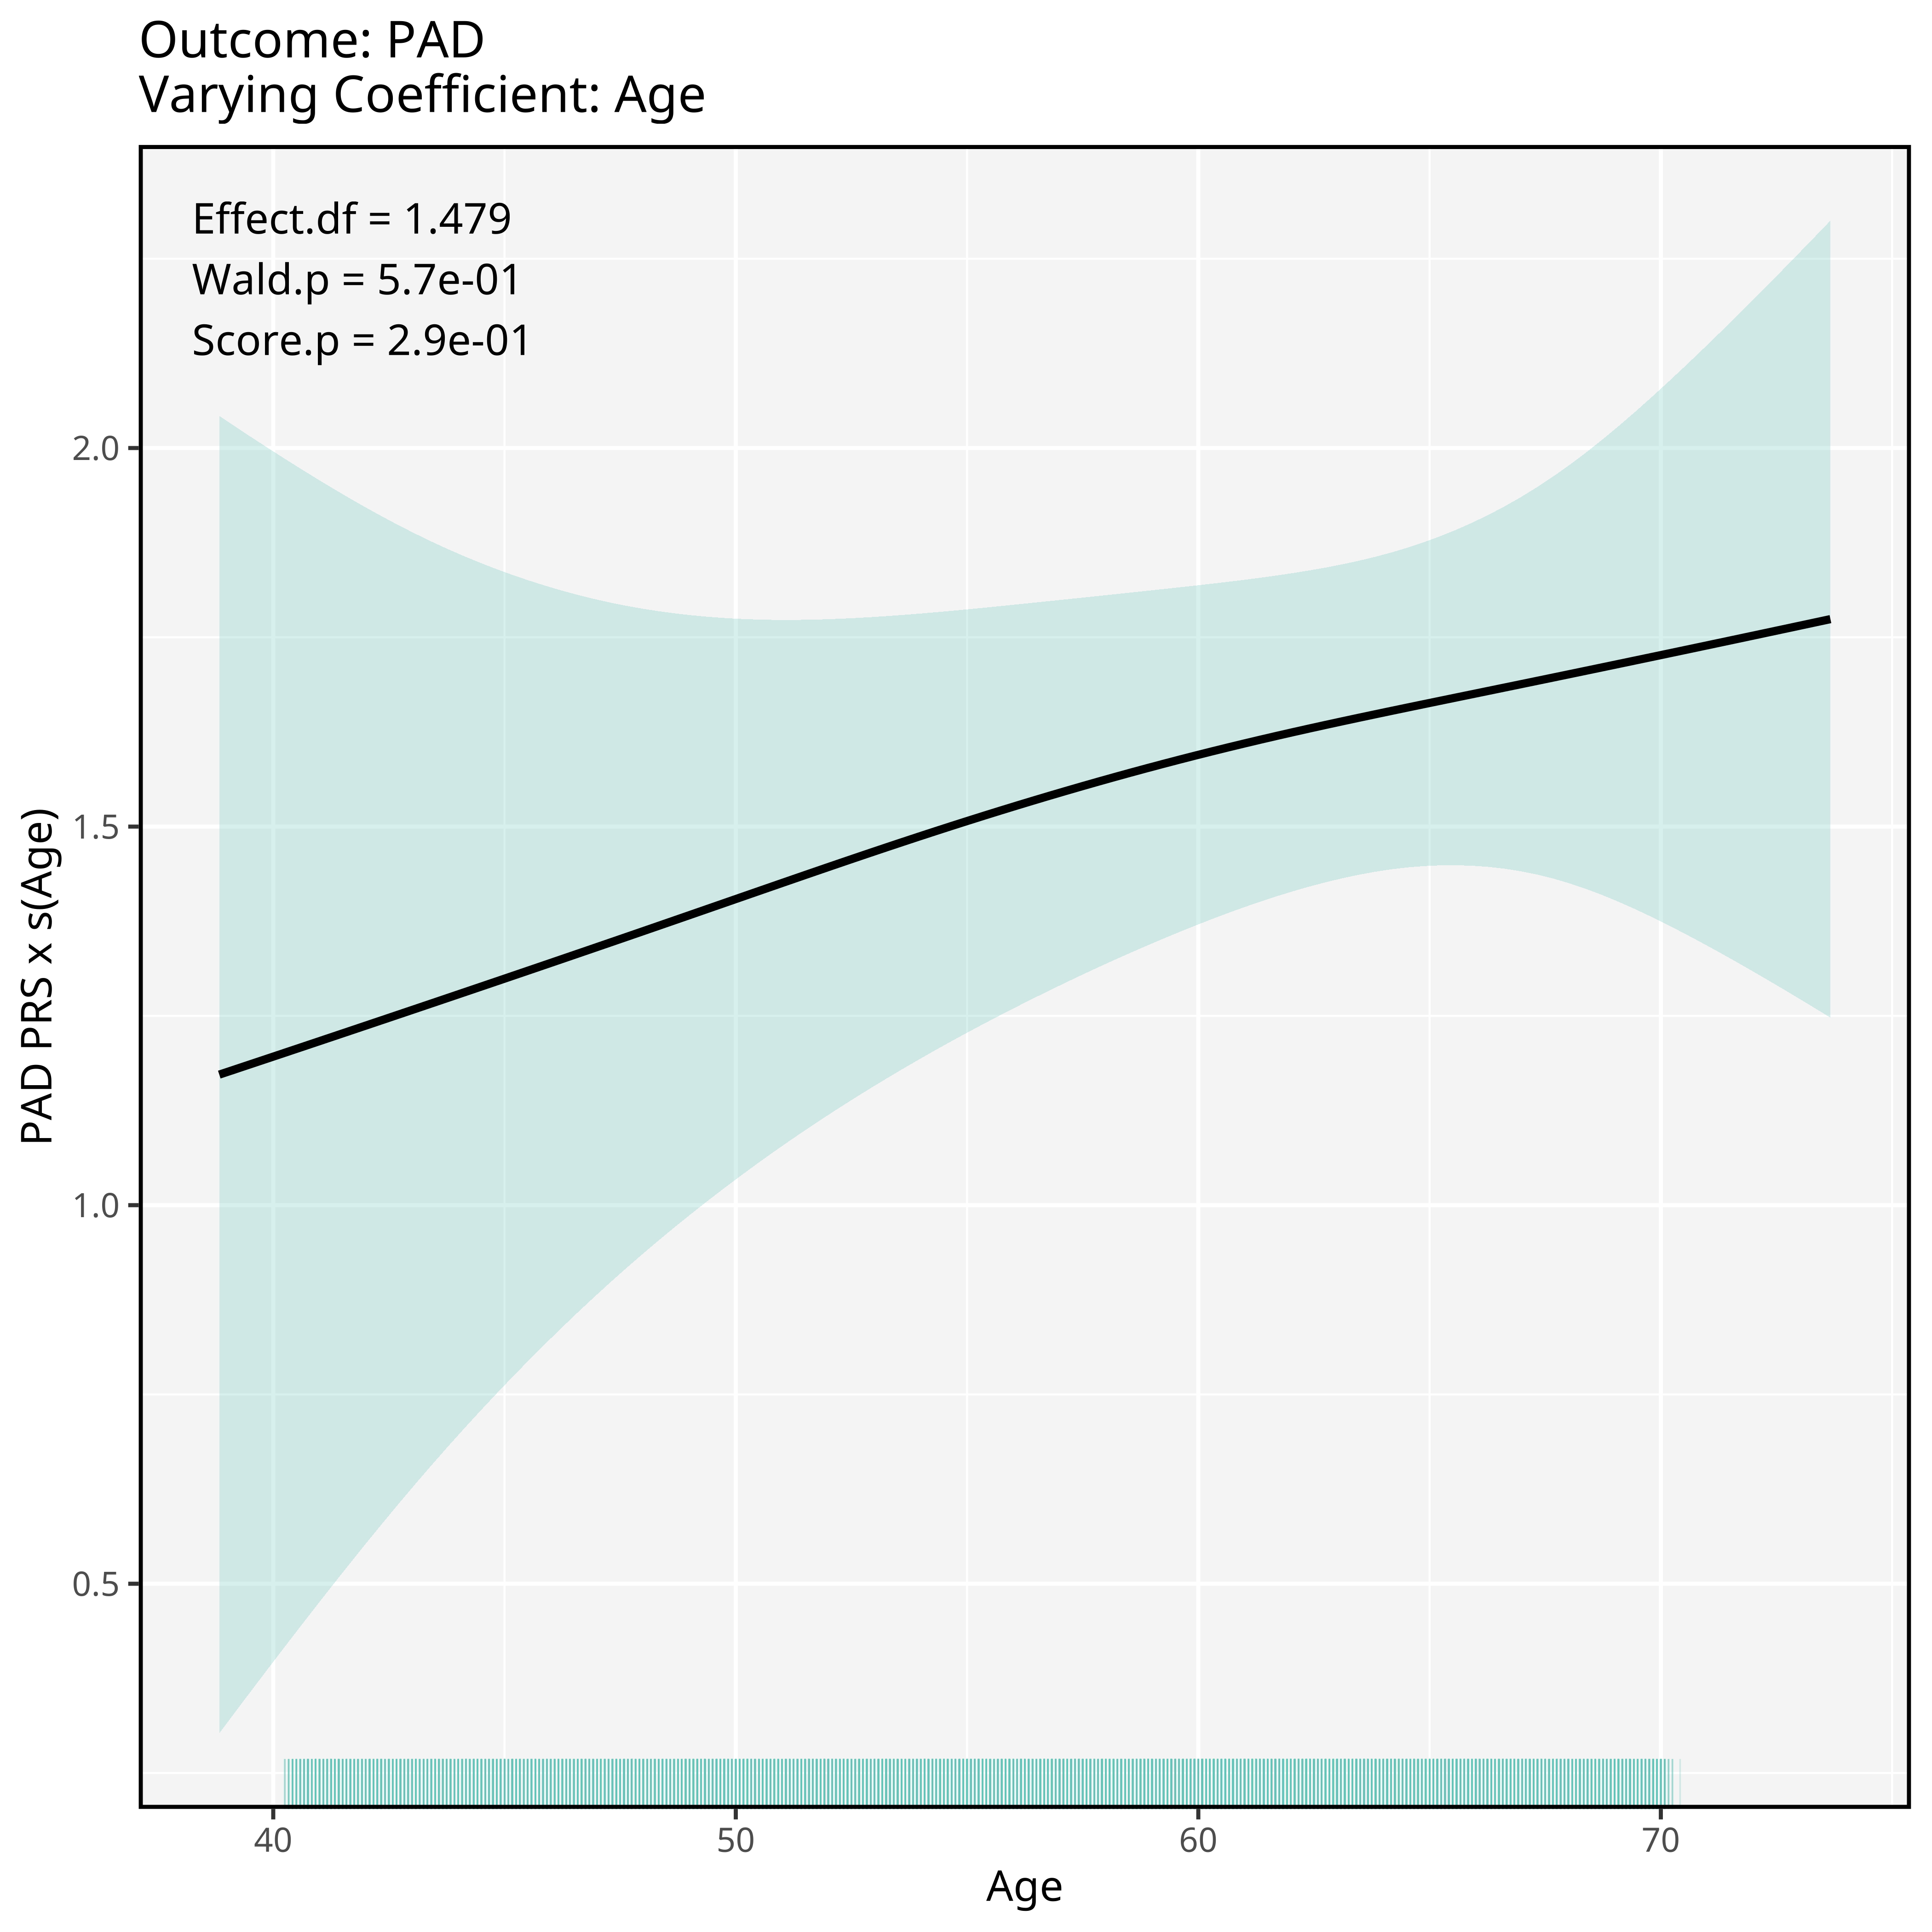 Outcome: PAD
Varying Coefficient: Age
Effect.df = 1.479
Wald.p = 5.7e-01
Score.p = 2.9e-01
2.0
1.5
1.0
0.5
PAD PRS x s(Age)
40 50 60 70
Age